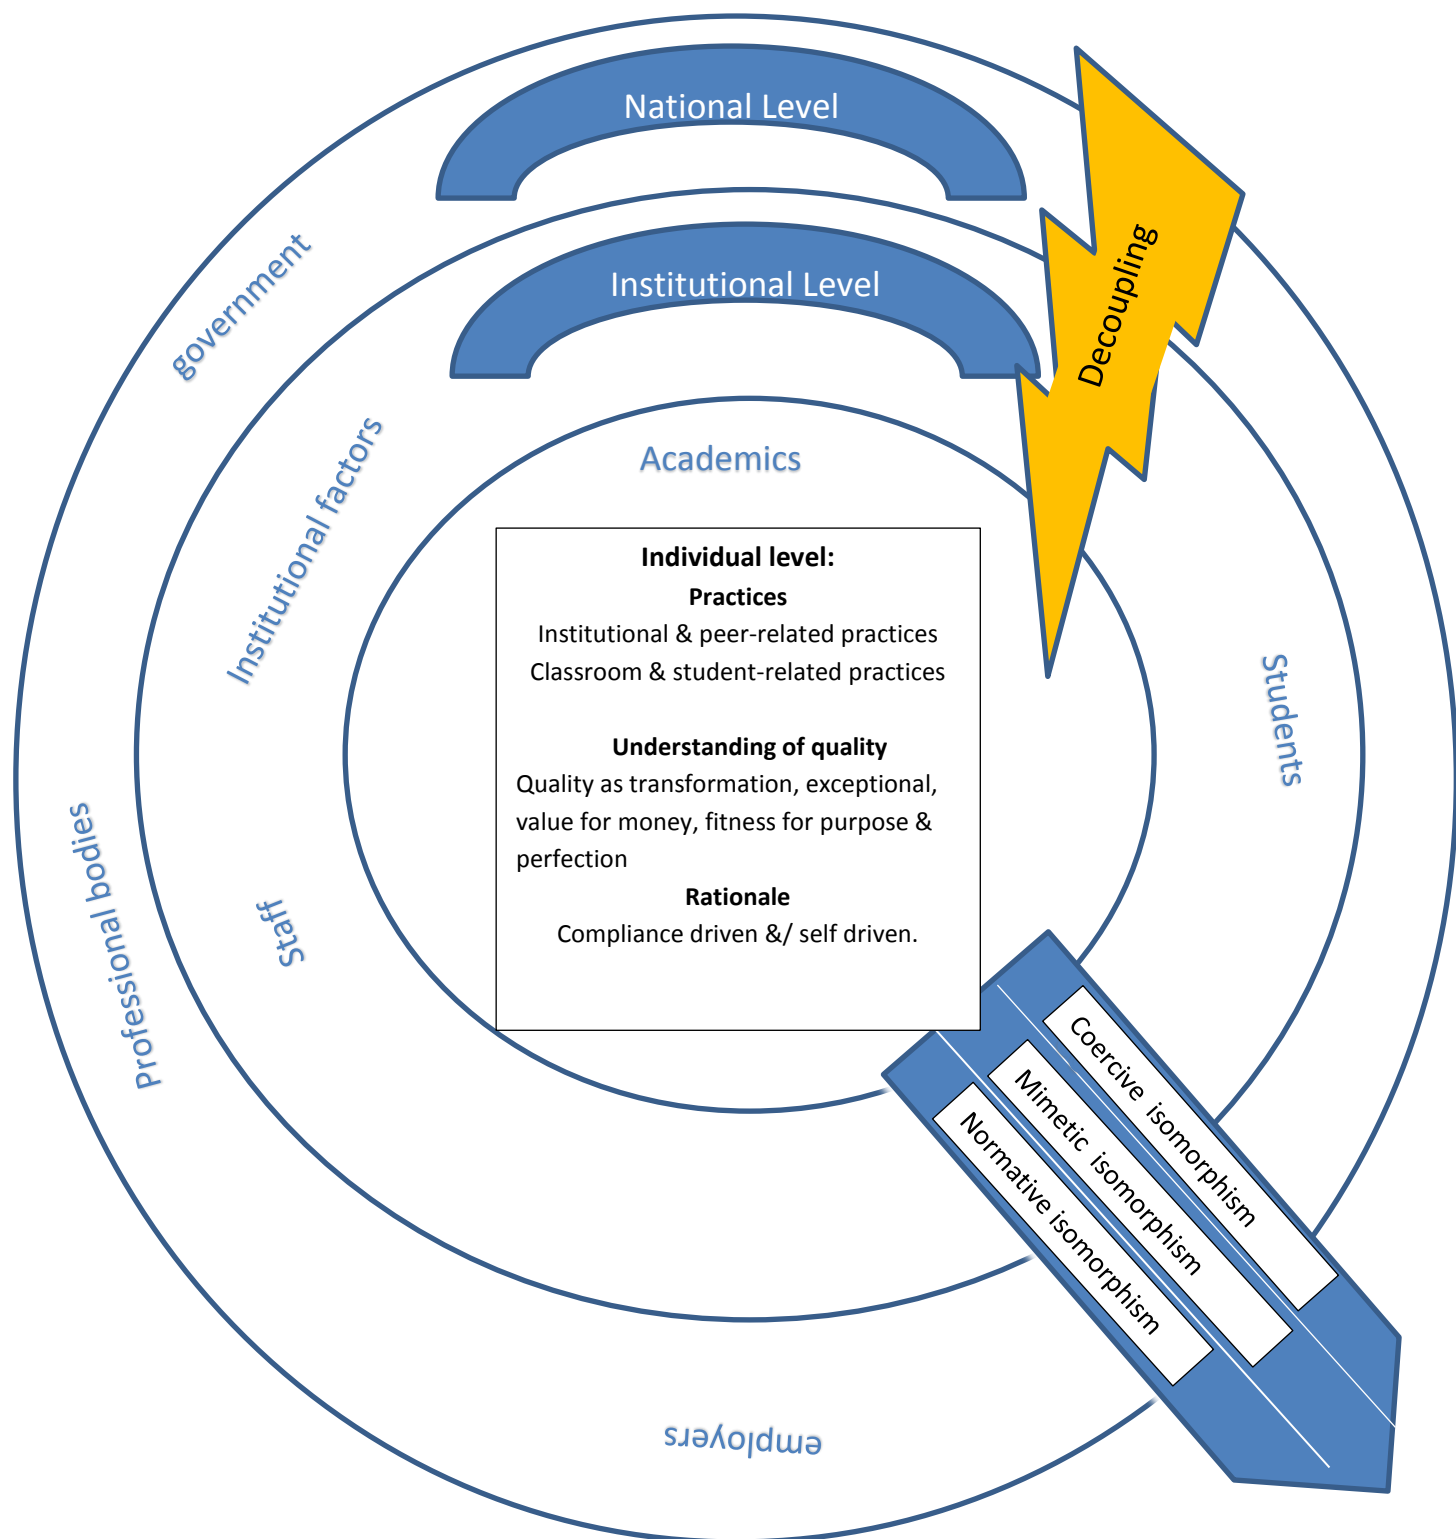 National Level
government
Institutional Level
Decoupling
Institutional factors
Academics
Individual level:
Practices
Institutional & peer-related practices
Classroom & student-related practices
Understanding of quality
Quality as transformation, exceptional,
value for money, fitness for purpose &
perfection
Rationale
Compliance driven &/ self driven.
Students
Professional bodies
Staff
Coercive isomorphism
Mimetic isomorphism
Normative isomorphism
employers